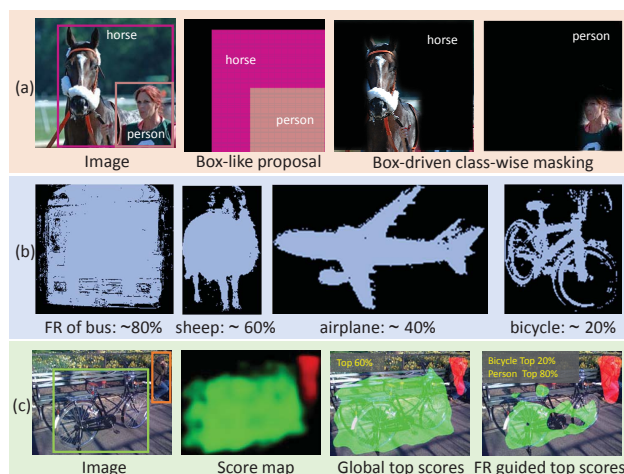 horse
person
horse
person
horse
person
(a)
Image
Box-like proposal
Box-driven class-wise masking
(b)
FR of bus: ~80%
sheep: ~ 60%
airplane: ~ 40%
bicycle: ~ 20%
Top 60%
Bicycle Top 20%
Person Top 80%
(c)
Image
Score map
Global top scores
FR guided top scores